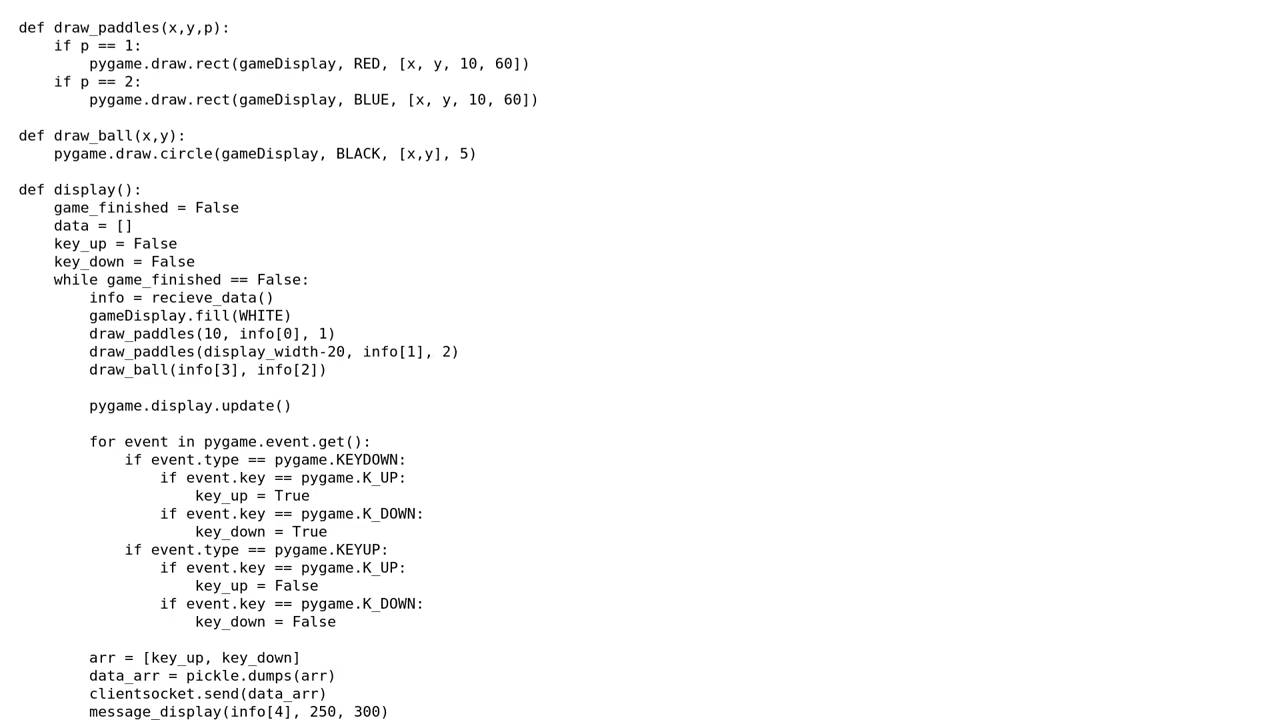 def draw_paddles(x,y,p):
    if p == 1:
        pygame.draw.rect(gameDisplay, RED, [x, y, 10, 60])
    if p == 2:
        pygame.draw.rect(gameDisplay, BLUE, [x, y, 10, 60])

def draw_ball(x,y):
    pygame.draw.circle(gameDisplay, BLACK, [x,y], 5)

def display():
    game_finished = False
    data = []
    key_up = False
    key_down = False
    while game_finished == False:
        info = recieve_data()
        gameDisplay.fill(WHITE)
        draw_paddles(10, info[0], 1)
        draw_paddles(display_width-20, info[1], 2)
        draw_ball(info[3], info[2])

        pygame.display.update()

        for event in pygame.event.get():
            if event.type == pygame.KEYDOWN:
                if event.key == pygame.K_UP:
                    key_up = True
                if event.key == pygame.K_DOWN:
                    key_down = True
            if event.type == pygame.KEYUP:
                if event.key == pygame.K_UP:
                    key_up = False
                if event.key == pygame.K_DOWN:
                    key_down = False

        arr = [key_up, key_down]
        data_arr = pickle.dumps(arr)
        clientsocket.send(data_arr)
        message_display(info[4], 250, 300)